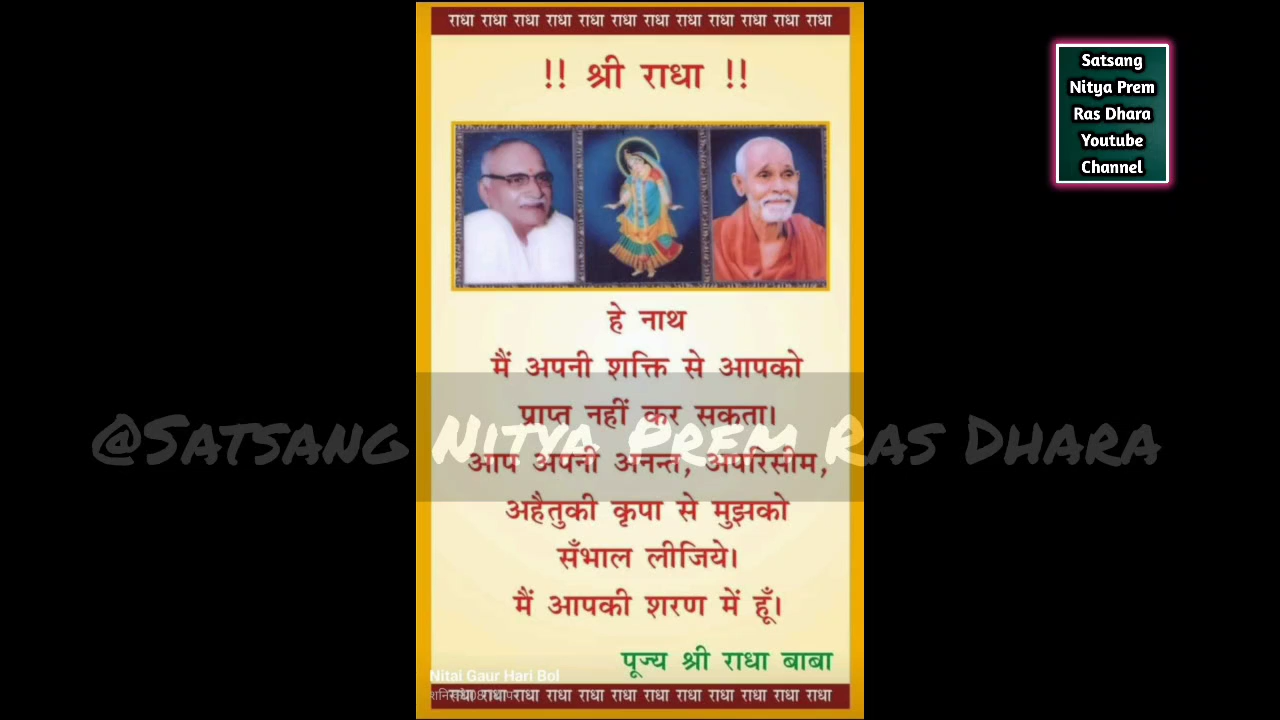 राधा राधा राधा राधा राधा राधा राधा राधा राधा राधा राधा राधा
!! श्री राधा !!
Satsang
Nitya Prem
Ras Dhara
Youtube
Channel
हे नाथ
मैं अपनी शक्ति से आपको
प्राप्त नहीं कर सकता।
@Satsang Nitya Prem Ras Dhara
आप अपनी अनन्त, अपरिसीम,
अहैतुकी कृपा से मुझको
सँभाल लीजिये।
मैं आपकी शरण में हूँ।
पूज्य श्री राधा बाबा
Nitai Gaur Hari Bol
राधा राधा राधा राधा राधा राधा राधा राधा राधा राधा राधा राधा